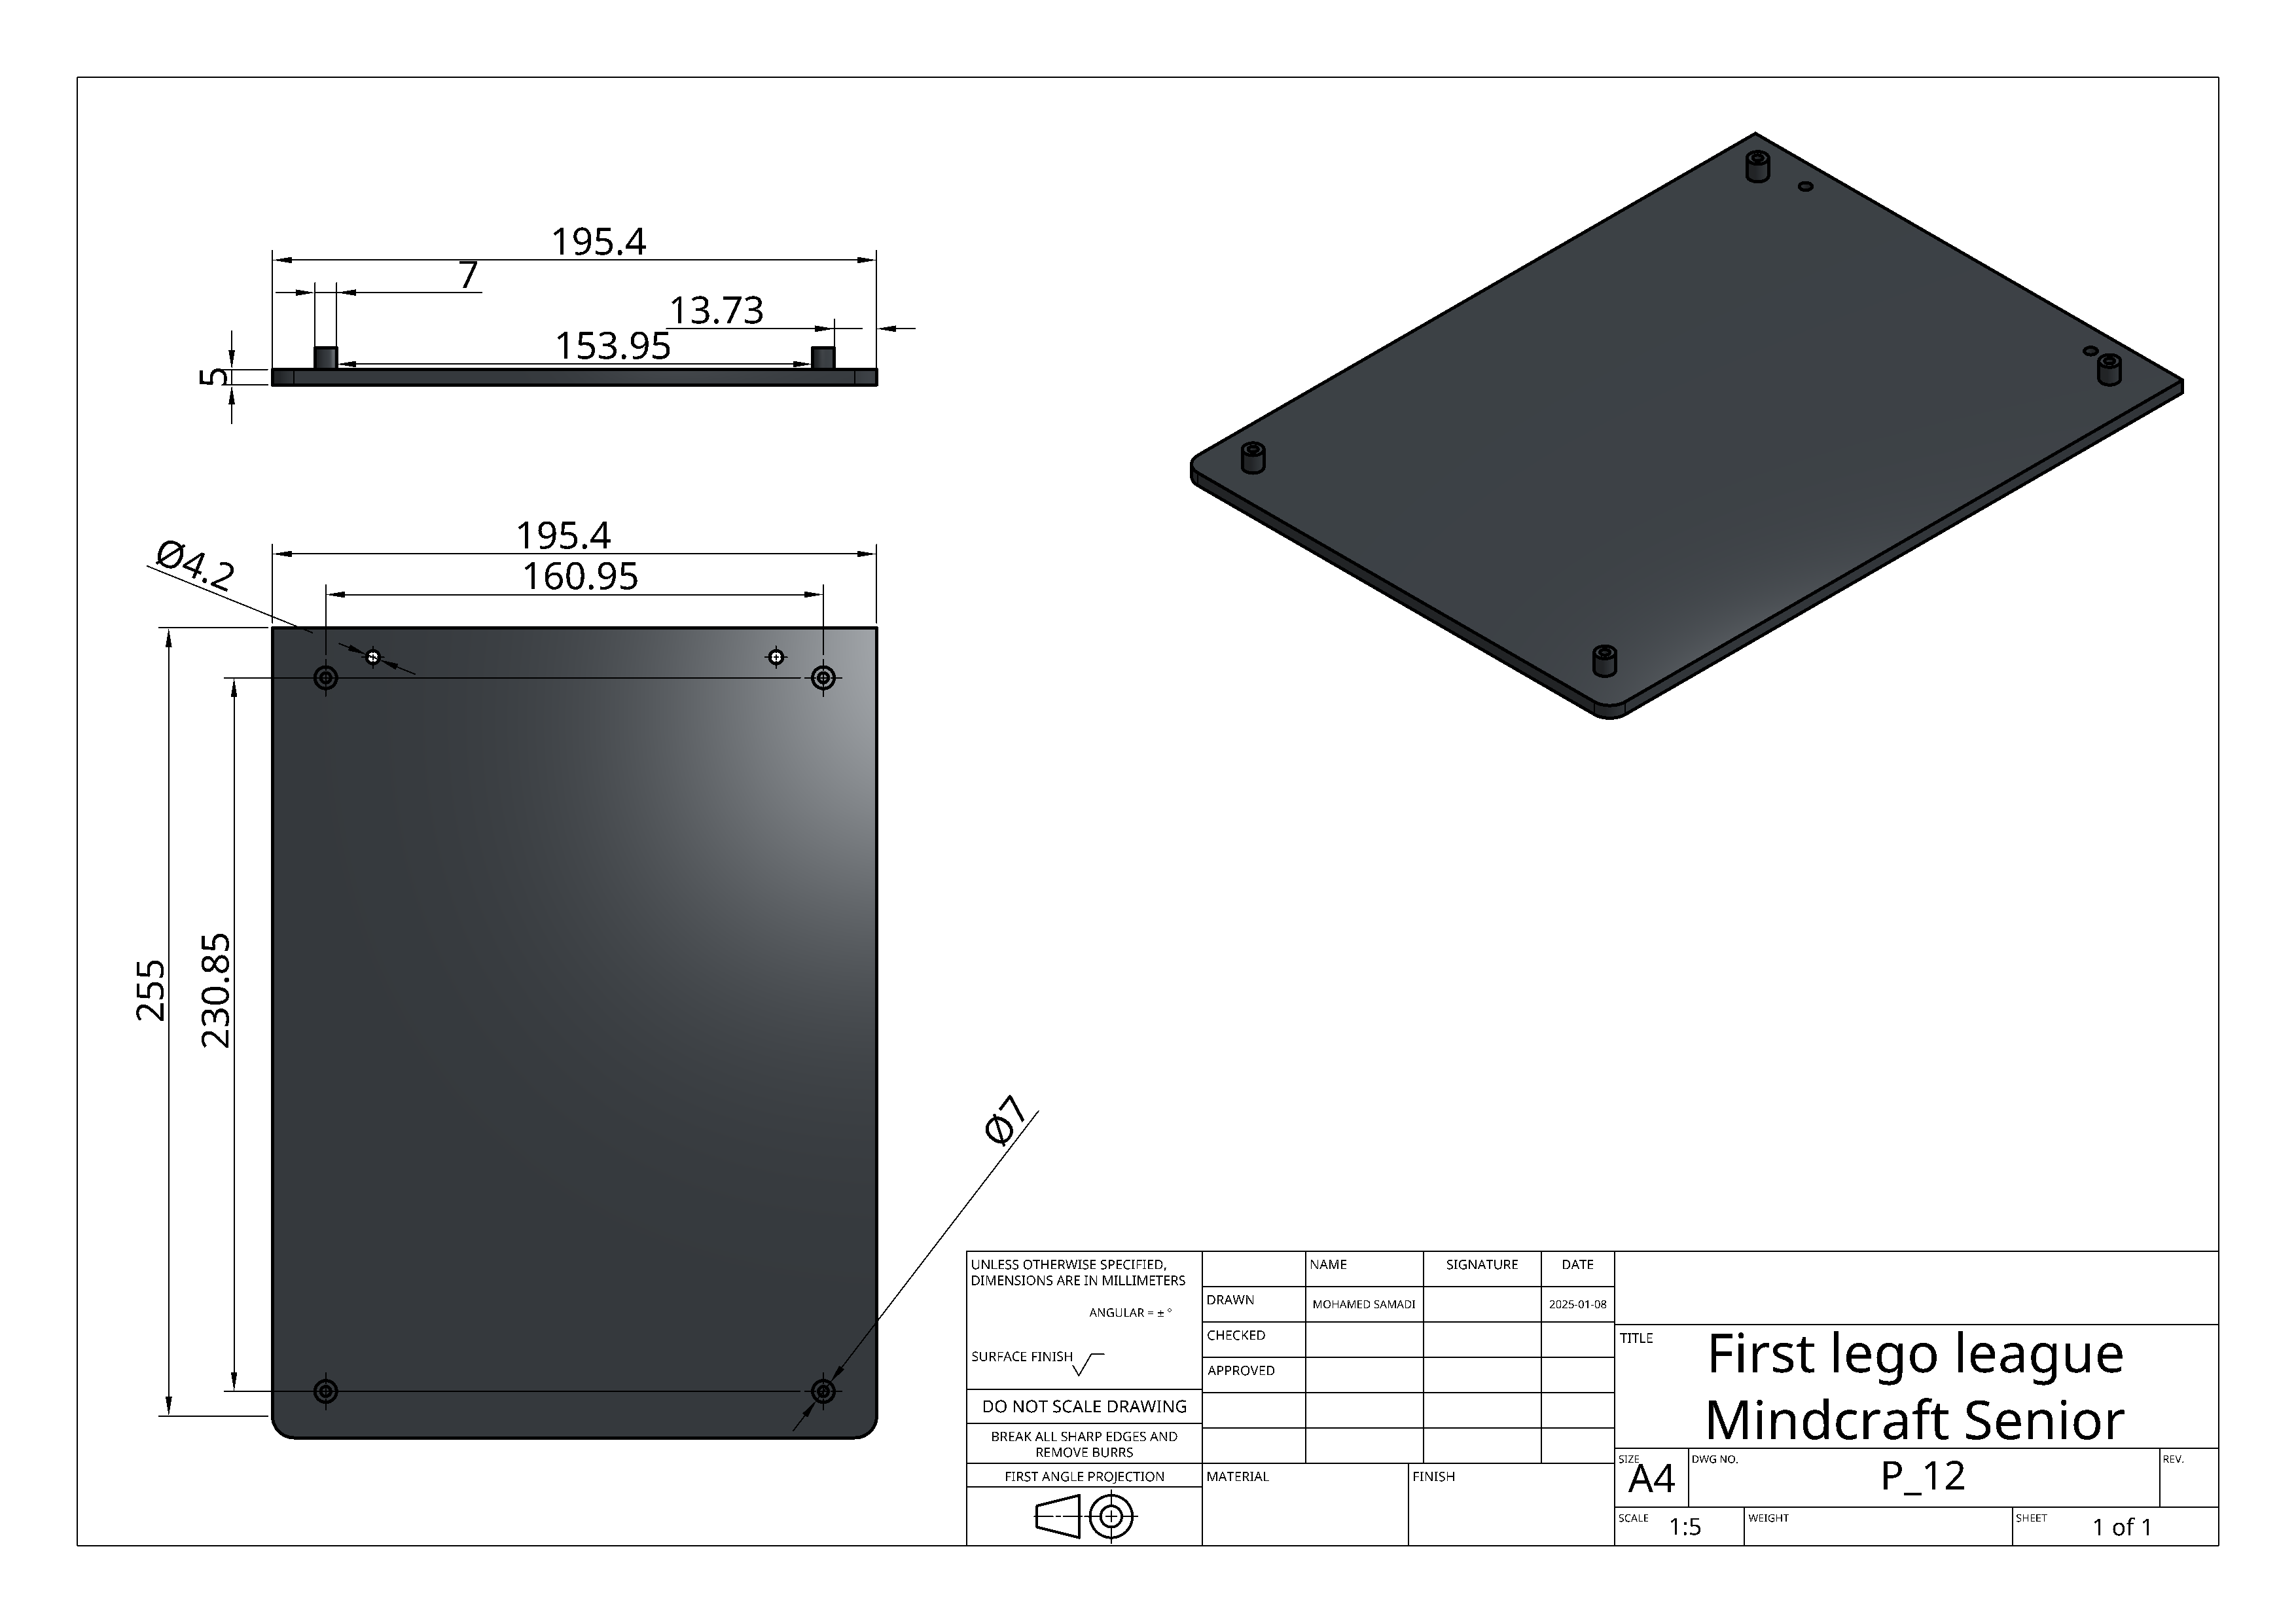 195.4
7
13.73
153.95
5
195.4
160.95
Ø4.2
255
230.85
Ø7
UNLESS OTHERWISE SPECIFIED,
DIMENSIONS ARE IN MILLIMETERS
ANGULAR = ± °
SURFACE FINISH
DO NOT SCALE DRAWING
BREAK ALL SHARP EDGES AND
REMOVE BURRS
FIRST ANGLE PROJECTION
NAME SIGNATURE DATE
DRAWN MOHAMED SAMADI 2025-01-08
CHECKED
APPROVED
MATERIAL FINISH
TITLE
First lego league
Mindcraft Senior
SIZE A4 DWG NO. P_12 REV.
SCALE 1:5 WEIGHT SHEET 1 of 1